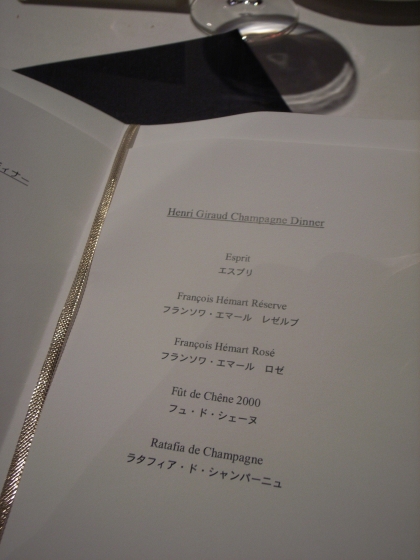 ィナー
Henri Giraud Champagne Dinner
Esprit
エスプリ
François Hémart Réserve
フランソワ・エマール　レゼルブ
François Hémart Rosé
フランソワ・エマール　ロゼ
Fût de Chêne 2000
フュ・ド・シェーヌ
Ratafia de Champagne
ラタフィア・ド・シャンパーニュ